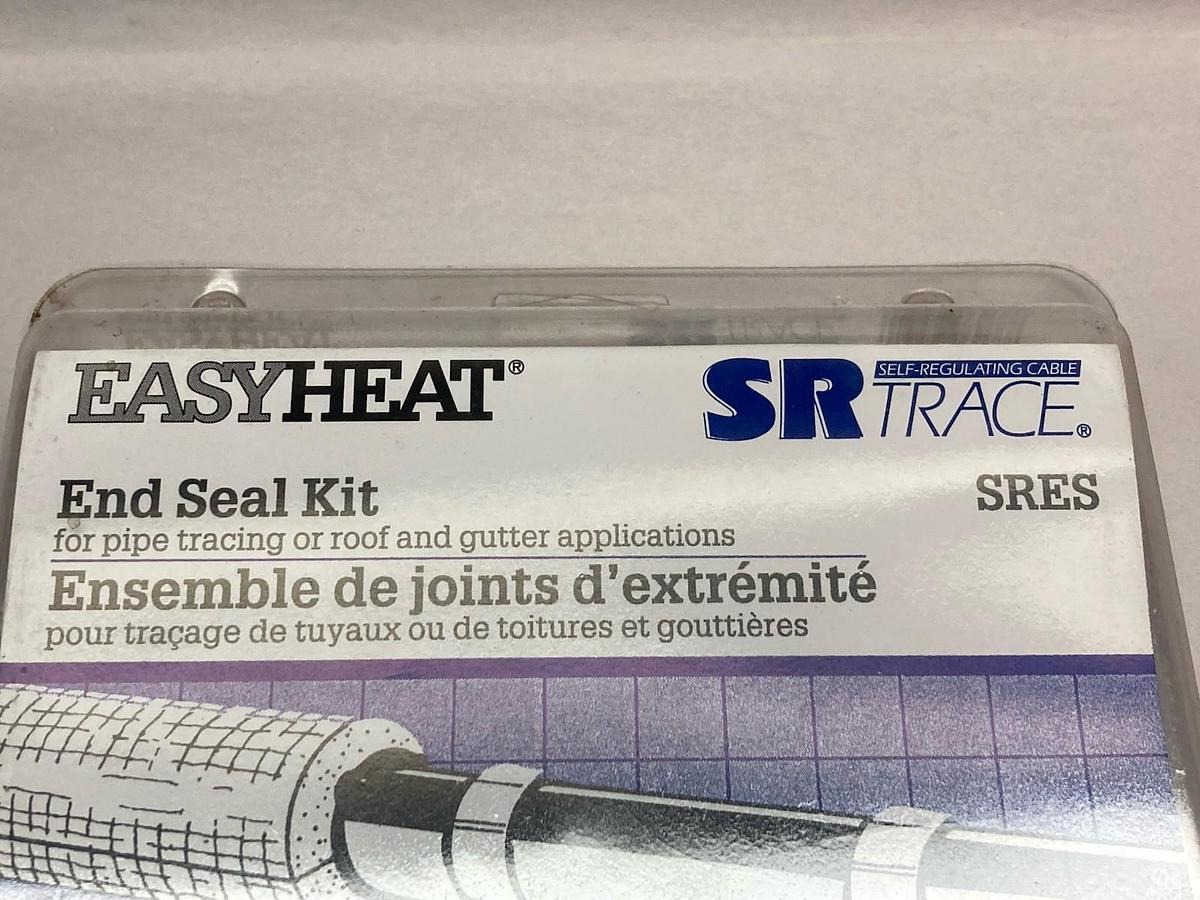 EASYHEAT®
SR TRACE®
SELF-REGULATING CABLE
End Seal Kit
SRES
for pipe tracing or roof and gutter applications
Ensemble de joints d'extrémité
pour traçage de tuyaux ou de toitures et gouttières